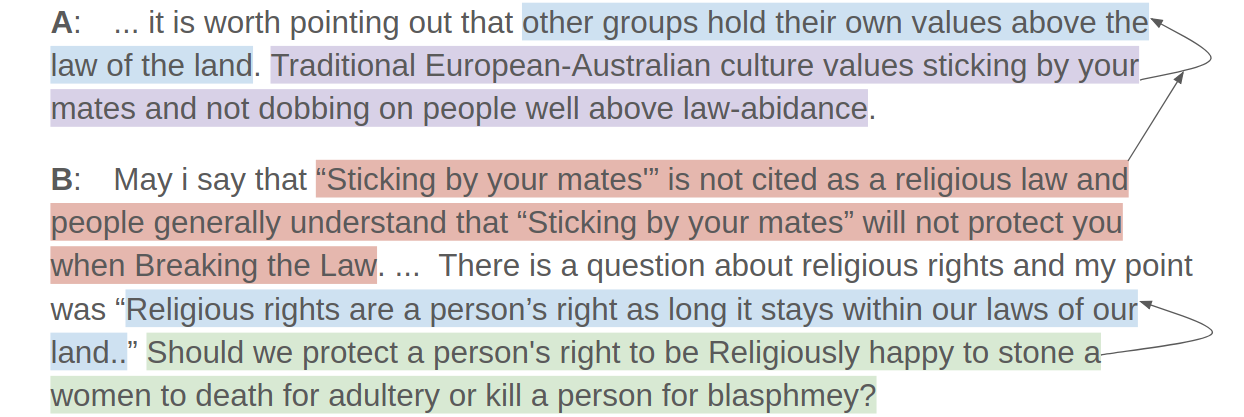 A: ... it is worth pointing out that other groups hold their own values above the
law of the land. Traditional European-Australian culture values sticking by your
mates and not dobbing on people well above law-abidance.
B: May i say that “Sticking by your mates'” is not cited as a religious law and
people generally understand that “Sticking by your mates” will not protect you
when Breaking the Law. ... There is a question about religious rights and my point
was “Religious rights are a person’s right as long it stays within our laws of our
land..” Should we protect a person's right to be Religiously happy to stone a
women to death for adultery or kill a person for blasphmey?